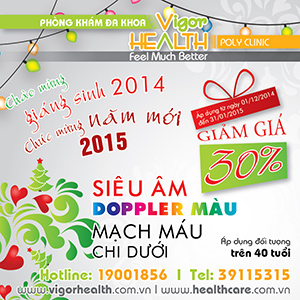 PHÒNG KHÁM ĐA KHOA
Vigor
HEALTH
POLY CLINIC
Feel Much Better
Chúc mừng
giáng sinh 2014
Chúc mừng năm mới
2015
Áp dụng từ ngày 01/12/2014
đến 31/01/2015
GIẢM GIÁ
30%
SIÊU ÂM
DOPPLER MÀU
MẠCH MÁU
CHI DƯỚI
Áp dụng đối tượng
trên 40 tuổi
Hotline: 19001856 | Tel: 39115315
www.vigorhealth.com.vn | www.healthcare.com.vn